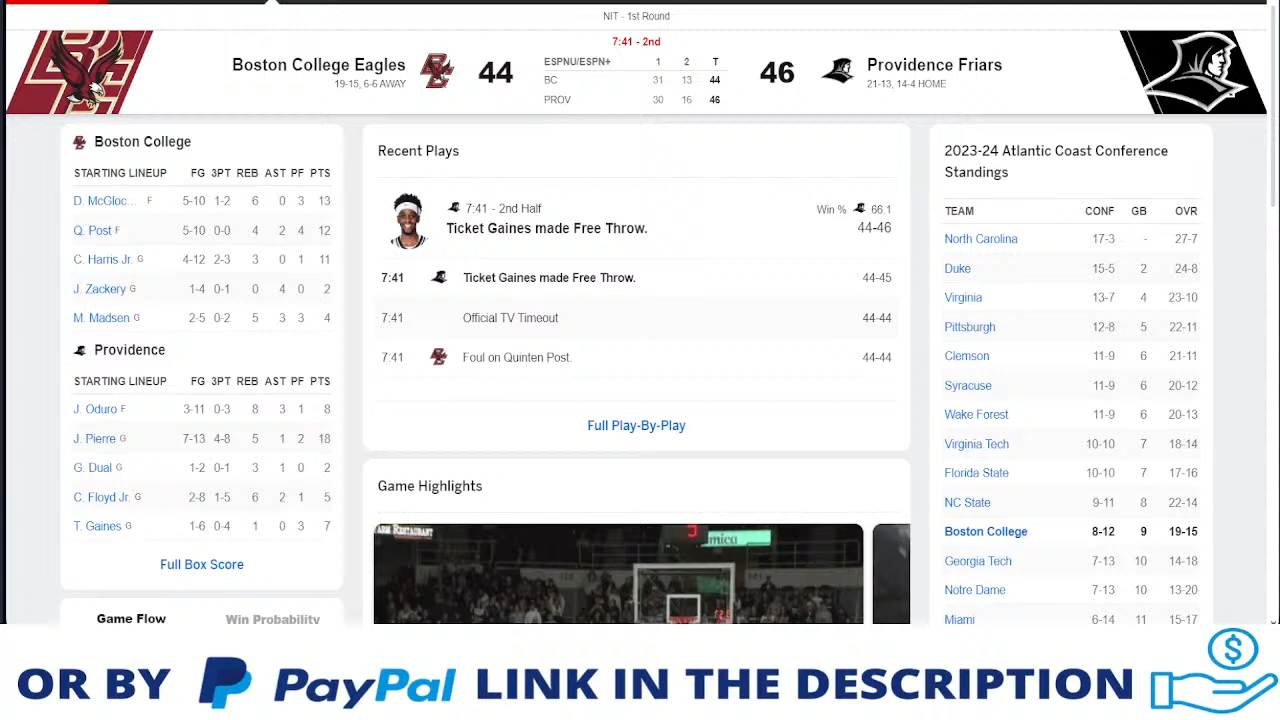 NIT - 1st Round
7:41 - 2nd
Boston College Eagles
19-15, 6-6 AWAY
44
ESPNU/ESPN+ 1 2 T
BC 31 13 44
PROV 30 16 46
46
Providence Friars
21-13, 14-4 HOME
Boston College
STARTING LINEUP FG 3PT REB AST PF PTS
D. McGloc... F 5-10 1-2 6 0 3 13
Q. Post F 5-10 0-0 4 2 4 12
C. Harris Jr. G 4-12 2-3 3 0 1 11
J. Zackery G 1-4 0-1 0 4 0 2
M. Madsen G 2-5 0-2 5 3 3 4
Providence
STARTING LINEUP FG 3PT REB AST PF PTS
J. Oduro F 3-11 0-3 8 3 1 8
J. Pierre G 7-13 4-8 5 1 2 18
G. Dual G 1-2 0-1 3 1 0 2
C. Floyd Jr. G 2-8 1-5 6 2 1 5
T. Gaines G 1-6 0-4 1 0 3 7
Full Box Score
Game Flow Win Probability
Recent Plays
7:41 - 2nd Half
Ticket Gaines made Free Throw.
Win % 66.1
44-46
7:41 Ticket Gaines made Free Throw. 44-45
7:41 Official TV Timeout 44-44
7:41 Foul on Quinten Post. 44-44
Full Play-By-Play
Game Highlights
2023-24 Atlantic Coast Conference
Standings
TEAM CONF GB OVR
North Carolina 17-3 - 27-7
Duke 15-5 2 24-8
Virginia 13-7 4 23-10
Pittsburgh 12-8 5 22-11
Clemson 11-9 6 21-11
Syracuse 11-9 6 20-12
Wake Forest 11-9 6 20-13
Virginia Tech 10-10 7 18-14
Florida State 10-10 7 17-16
NC State 9-11 8 22-14
Boston College 8-12 9 19-15
Georgia Tech 7-13 10 14-18
Notre Dame 7-13 10 13-20
Miami 6-14 11 15-17
OR BY PayPal LINK IN THE DESCRIPTION